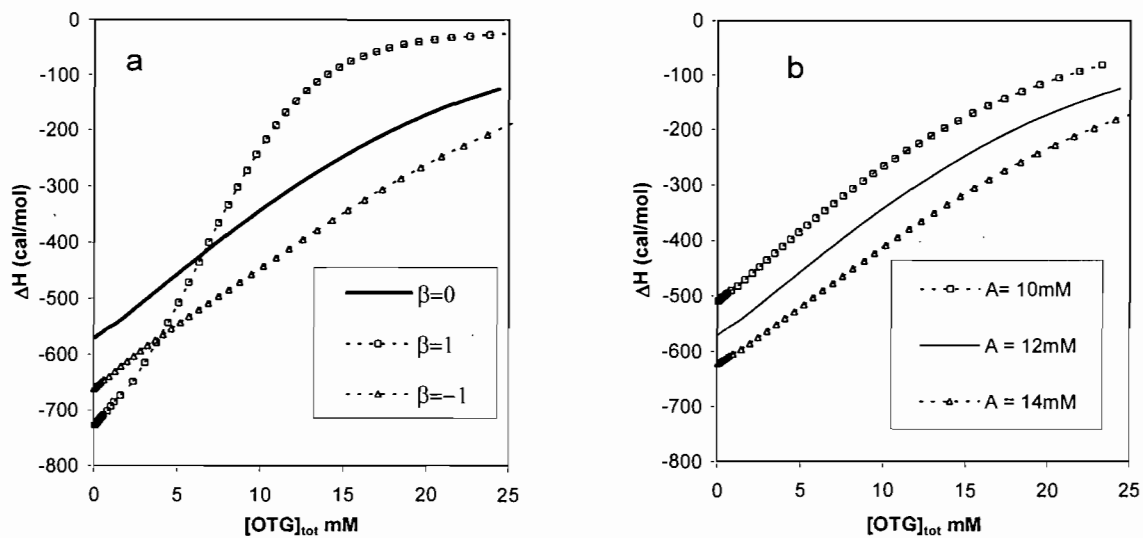 a
0
-100
-200
-300
-400
-500
-600
-700
-800
ΔH (cal/mol)
β=0
β=1
β=−1
0 5 10 15 20 25
[OTG]tot mM
b
0
-100
-200
-300
-400
-500
-600
-700
-800
ΔH (cal/mol)
A= 10mM
A = 12mM
A = 14mM
0 5 10 15 20 25
[OTG]tot mM